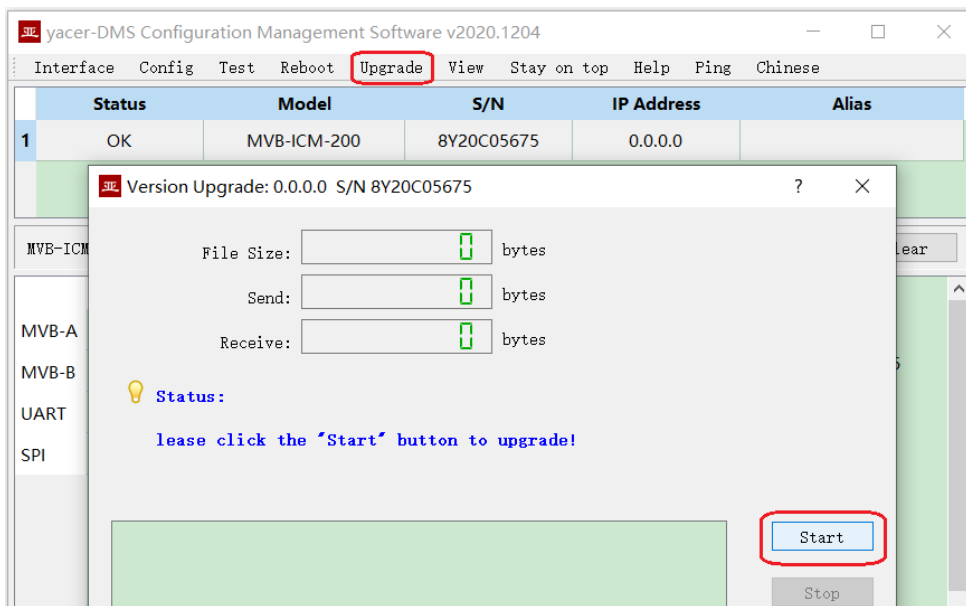 亚 yacer-DMS Configuration Management Software v2020.1204
Interface Config Test Reboot Upgrade View Stay on top Help Ping Chinese
Status Model S/N IP Address Alias
1 OK MVB-ICM-200 8Y20C05675 0.0.0.0
亚 Version Upgrade: 0.0.0.0 S/N 8Y20C05675 ?
MVB-ICM lear
File Size: 0 bytes
Send: 0 bytes
Receive: 0 bytes
MVB-A
MVB-B
UART
SPI
Status:
lease click the "Start" button to upgrade!
Start
Stop